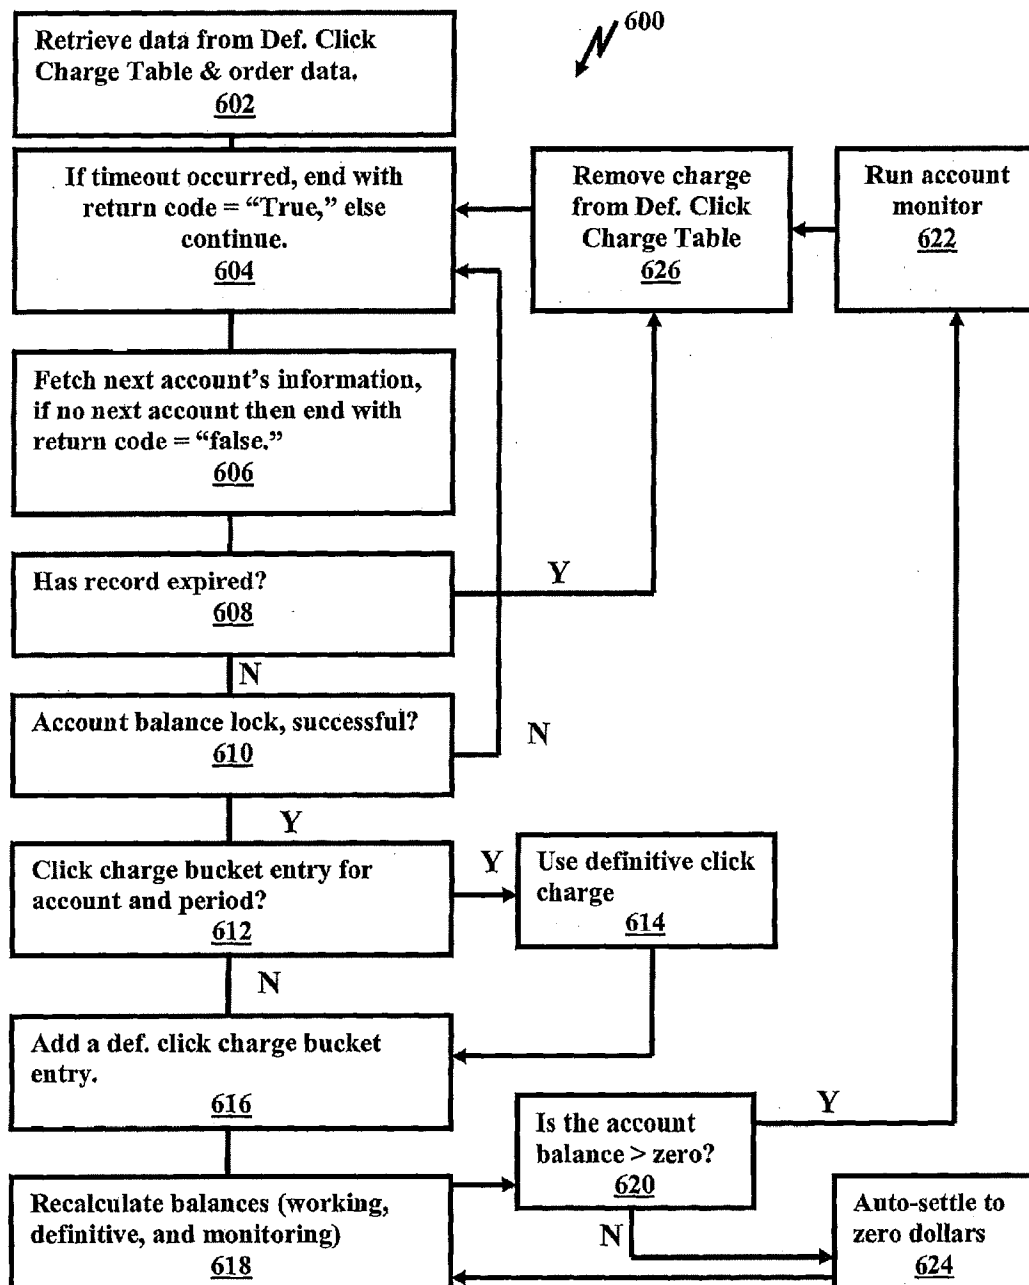 600
Retrieve data from Def. Click
Charge Table & order data.
602
If timeout occurred, end with
return code = “True,” else
continue.
604
Remove charge
from Def. Click
Charge Table
626
Run account
monitor
622
Fetch next account’s information,
if no next account then end with
return code = “false.”
606
Has record expired?
608
Y
N
Account balance lock, successful?
610
N
Y
Click charge bucket entry for
account and period?
612
Y
Use definitive click
charge
614
N
Add a def. click charge bucket
entry.
616
Is the account
balance > zero?
620
Y
N
Recalculate balances (working,
definitive, and monitoring)
618
Auto-settle to
zero dollars
624